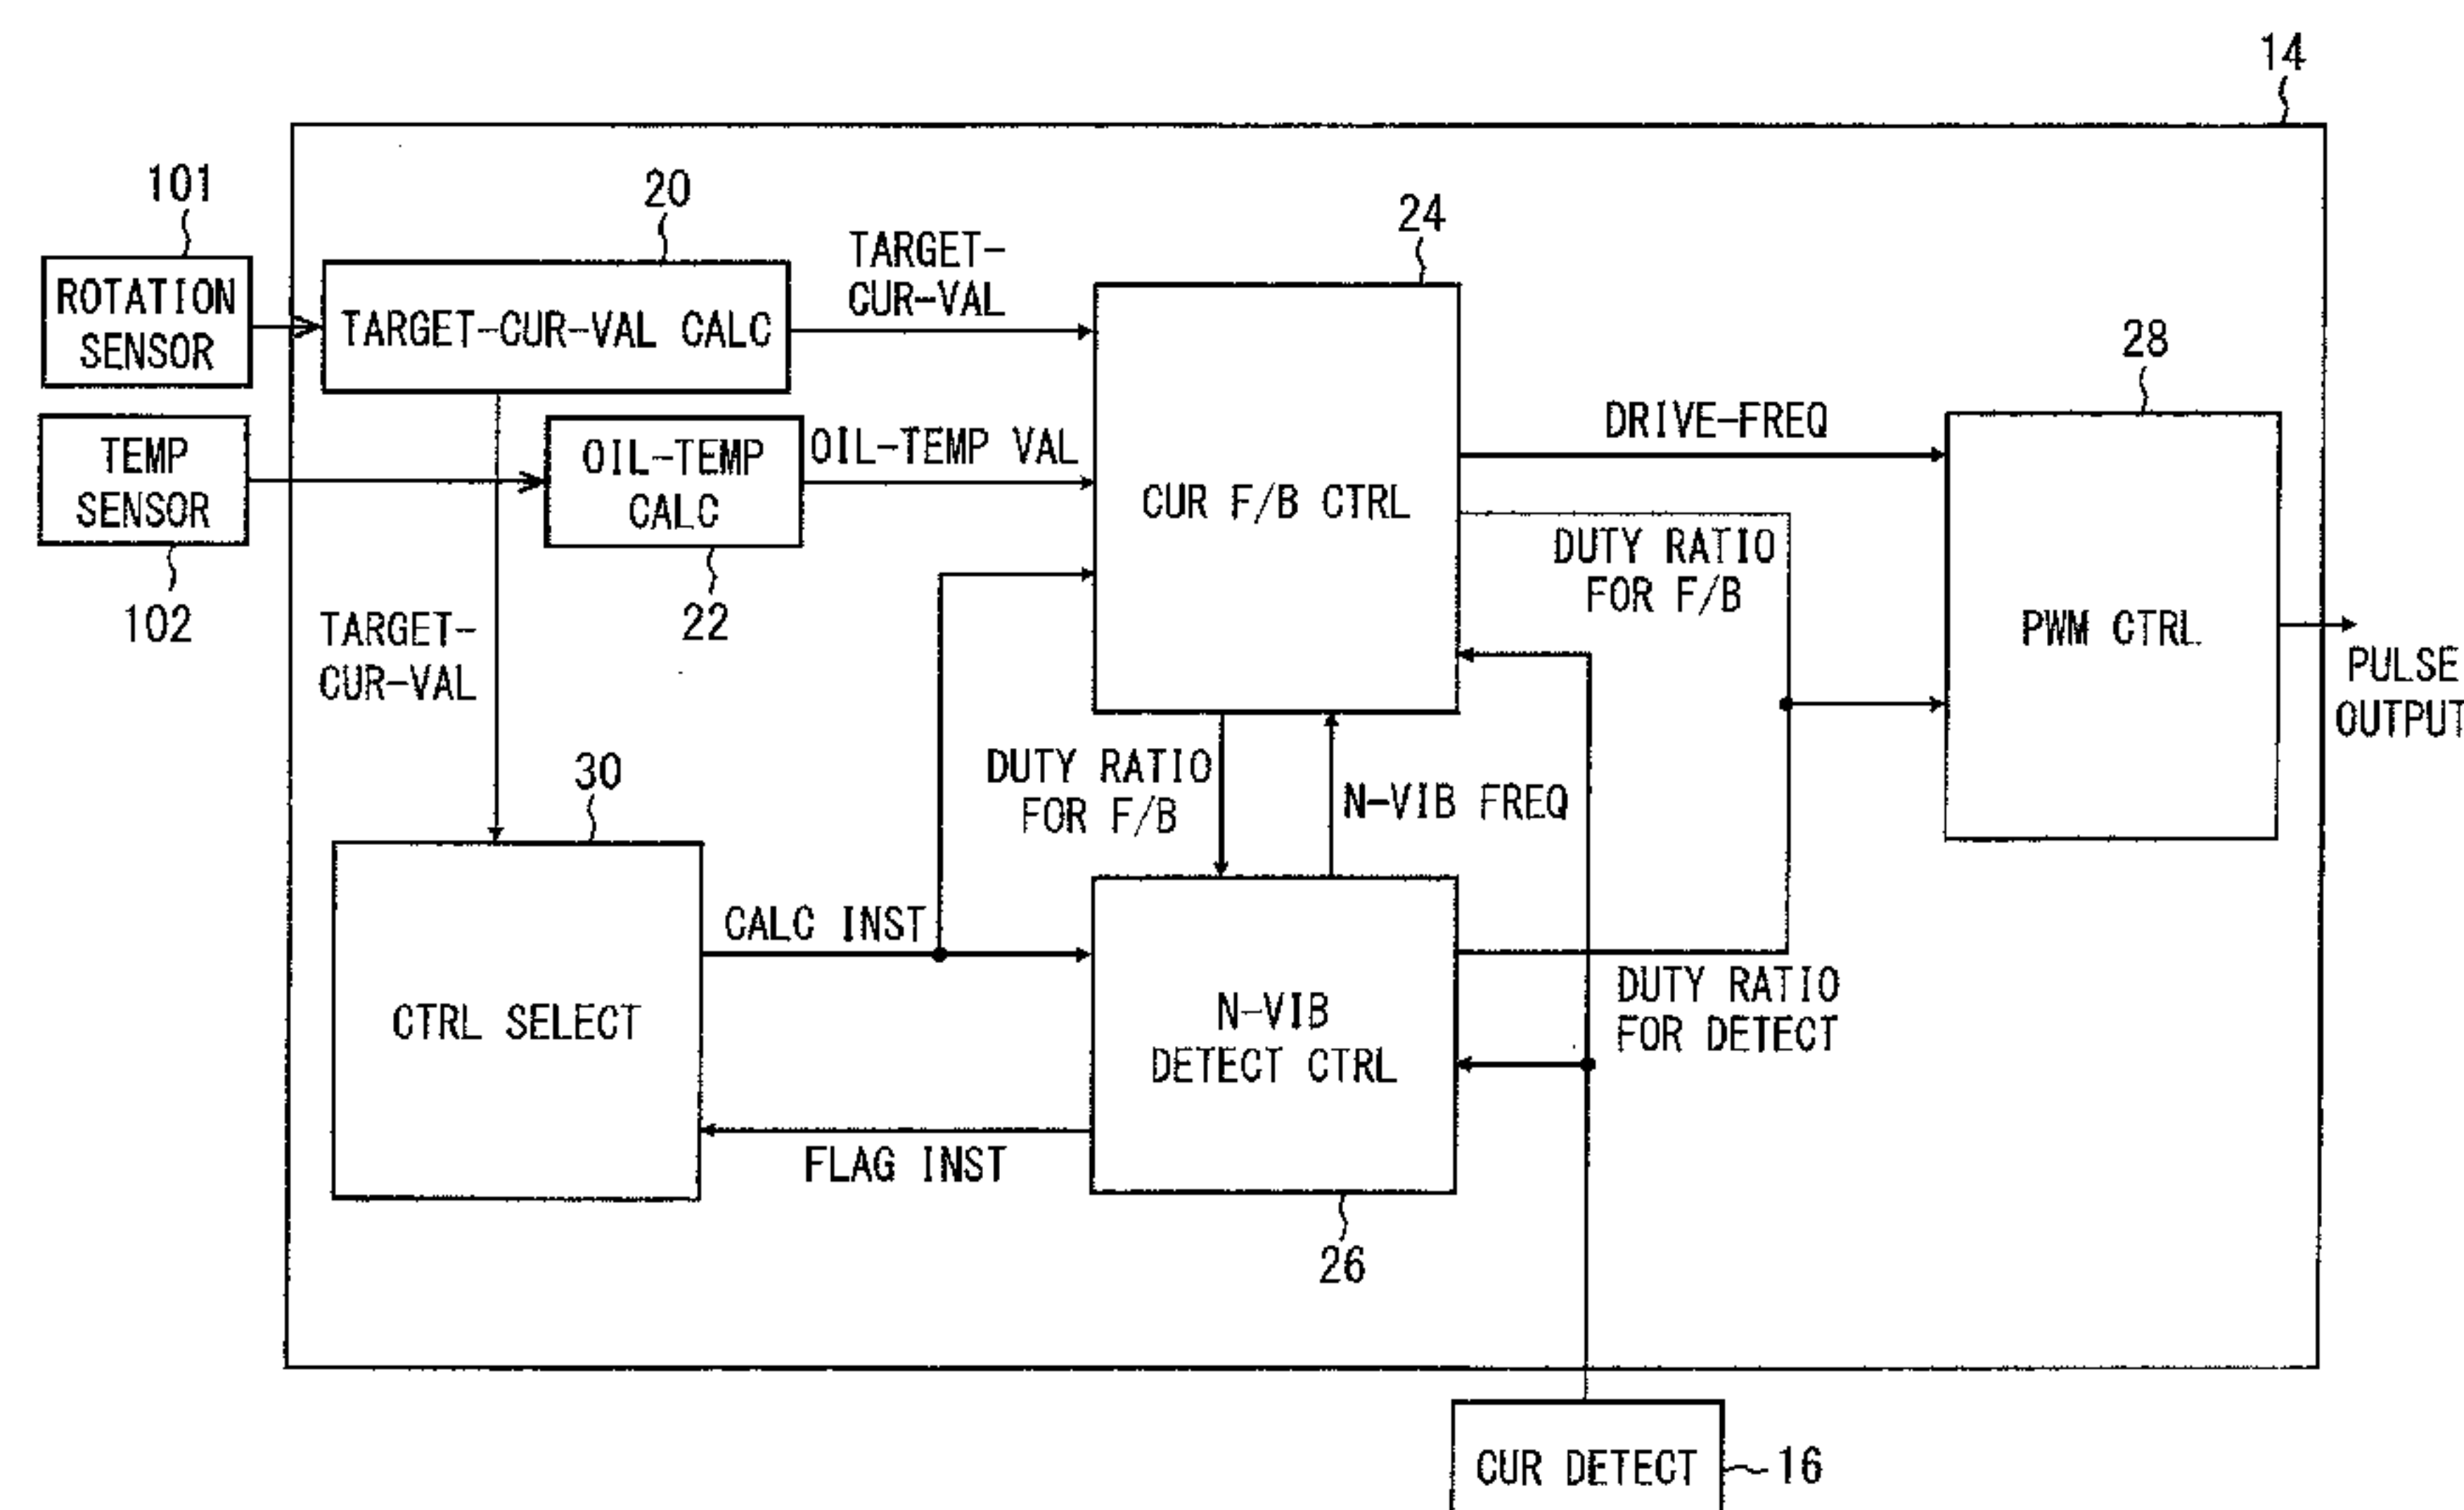 14
101
20
24
TARGET-
CUR-VAL
ROTATION
SENSOR
TARGET-CUR-VAL CALC
28
TEMP
SENSOR
OIL-TEMP
CALC
OIL-TEMP VAL
CUR F/B CTRL
DRIVE-FREQ
DUTY RATIO
FOR F/B
102
22
TARGET-
CUR-VAL
PWM CTRL
PULSE
OUTPUT
30
DUTY RATIO
FOR F/B
N-VIB FREQ
CALC INST
CTRL SELECT
N-VIB
DETECT CTRL
DUTY RATIO
FOR DETECT
FLAG INST
26
CUR DETECT
16